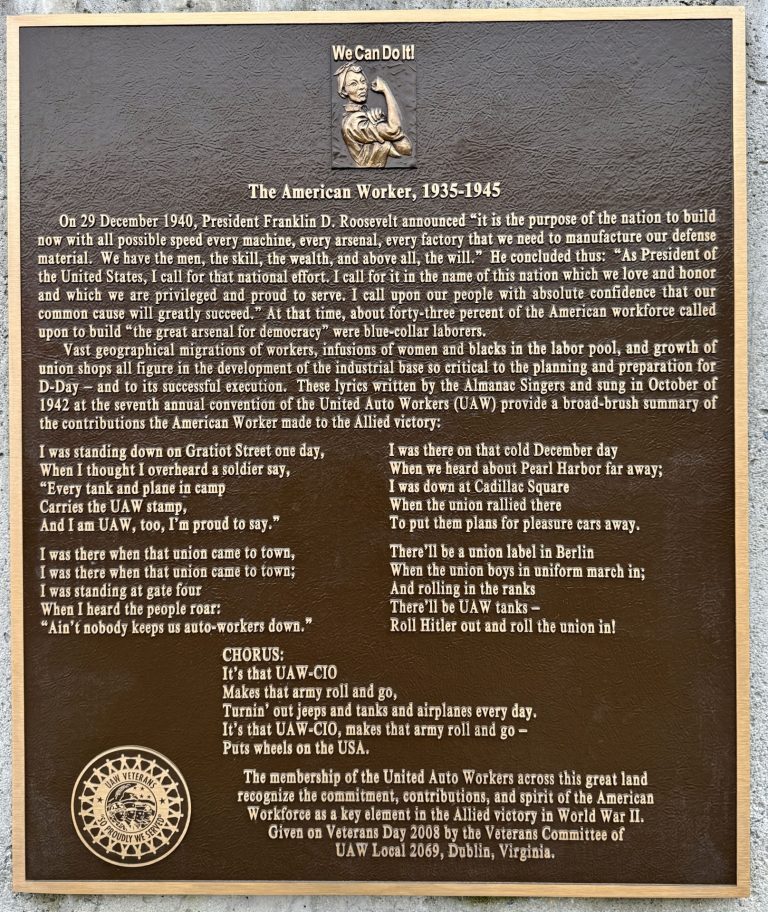 We Can Do It!
The American Worker, 1935-1945
On 29 December 1940, President Franklin D. Roosevelt announced “it is the purpose of the nation to build
now with all possible speed every machine, every arsenal, every factory that we need to manufacture our defense
material. We have the men, the skill, the wealth, and above all, the will.” He concluded thus: “As President of
the United States, I call for that national effort. I call for it in the name of this nation which we love and honor
and which we are privileged and proud to serve. I call upon our people with absolute confidence that our
common cause will greatly succeed.” At that time, about forty-three percent of the American workforce called
upon to build “the great arsenal for democracy” were blue-collar laborers.
Vast geographical migrations of workers, infusions of women and blacks in the labor pool, and growth of
union shops all figure in the development of the industrial base so critical to the planning and preparation for
D-Day – and to its successful execution. These lyrics written by the Almanac Singers and sung in October of
1942 at the seventh annual convention of the United Auto Workers (UAW) provide a broad-brush summary of
the contributions the American Worker made to the Allied victory:
I was standing down on Gratiot Street one day,
When I thought I overheard a soldier say,
“Every tank and plane in camp
Carries the UAW stamp,
And I am UAW, too, I’m proud to say.”
I was there when that union came to town,
I was there when that union came to town;
I was standing at gate four
When I heard the people roar:
“Ain’t nobody keeps us auto-workers down.”
I was there on that cold December day
When we heard about Pearl Harbor far away;
I was down at Cadillac Square
When the union rallied there
To put them plans for pleasure cars away.
There’ll be a union label in Berlin
When the union boys in uniform march in;
And rolling in the ranks
There’ll be UAW tanks –
Roll Hitler out and roll the union in!
CHORUS:
It’s that UAW-CIO
Makes that army roll and go,
Turnin’ out jeeps and tanks and airplanes every day.
It’s that UAW-CIO, makes that army roll and go –
Puts wheels on the USA.
UAW VETERANS
SO PROUDLY WE SERVED
The membership of the United Auto Workers across this great land
recognize the commitment, contributions, and spirit of the American
Workforce as a key element in the Allied victory in World War II.
Given on Veterans Day 2008 by the Veterans Committee of
UAW Local 2069, Dublin, Virginia.